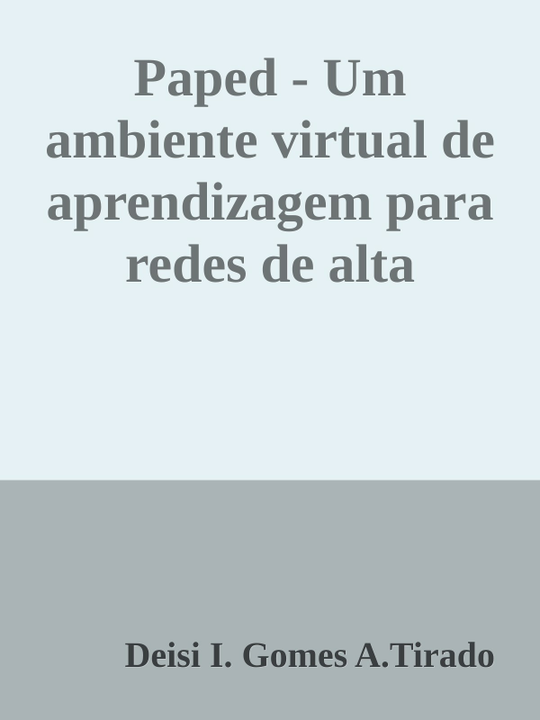 Paped - Um
ambiente virtual de
aprendizagem para
redes de alta
Deisi I. Gomes A.Tirado